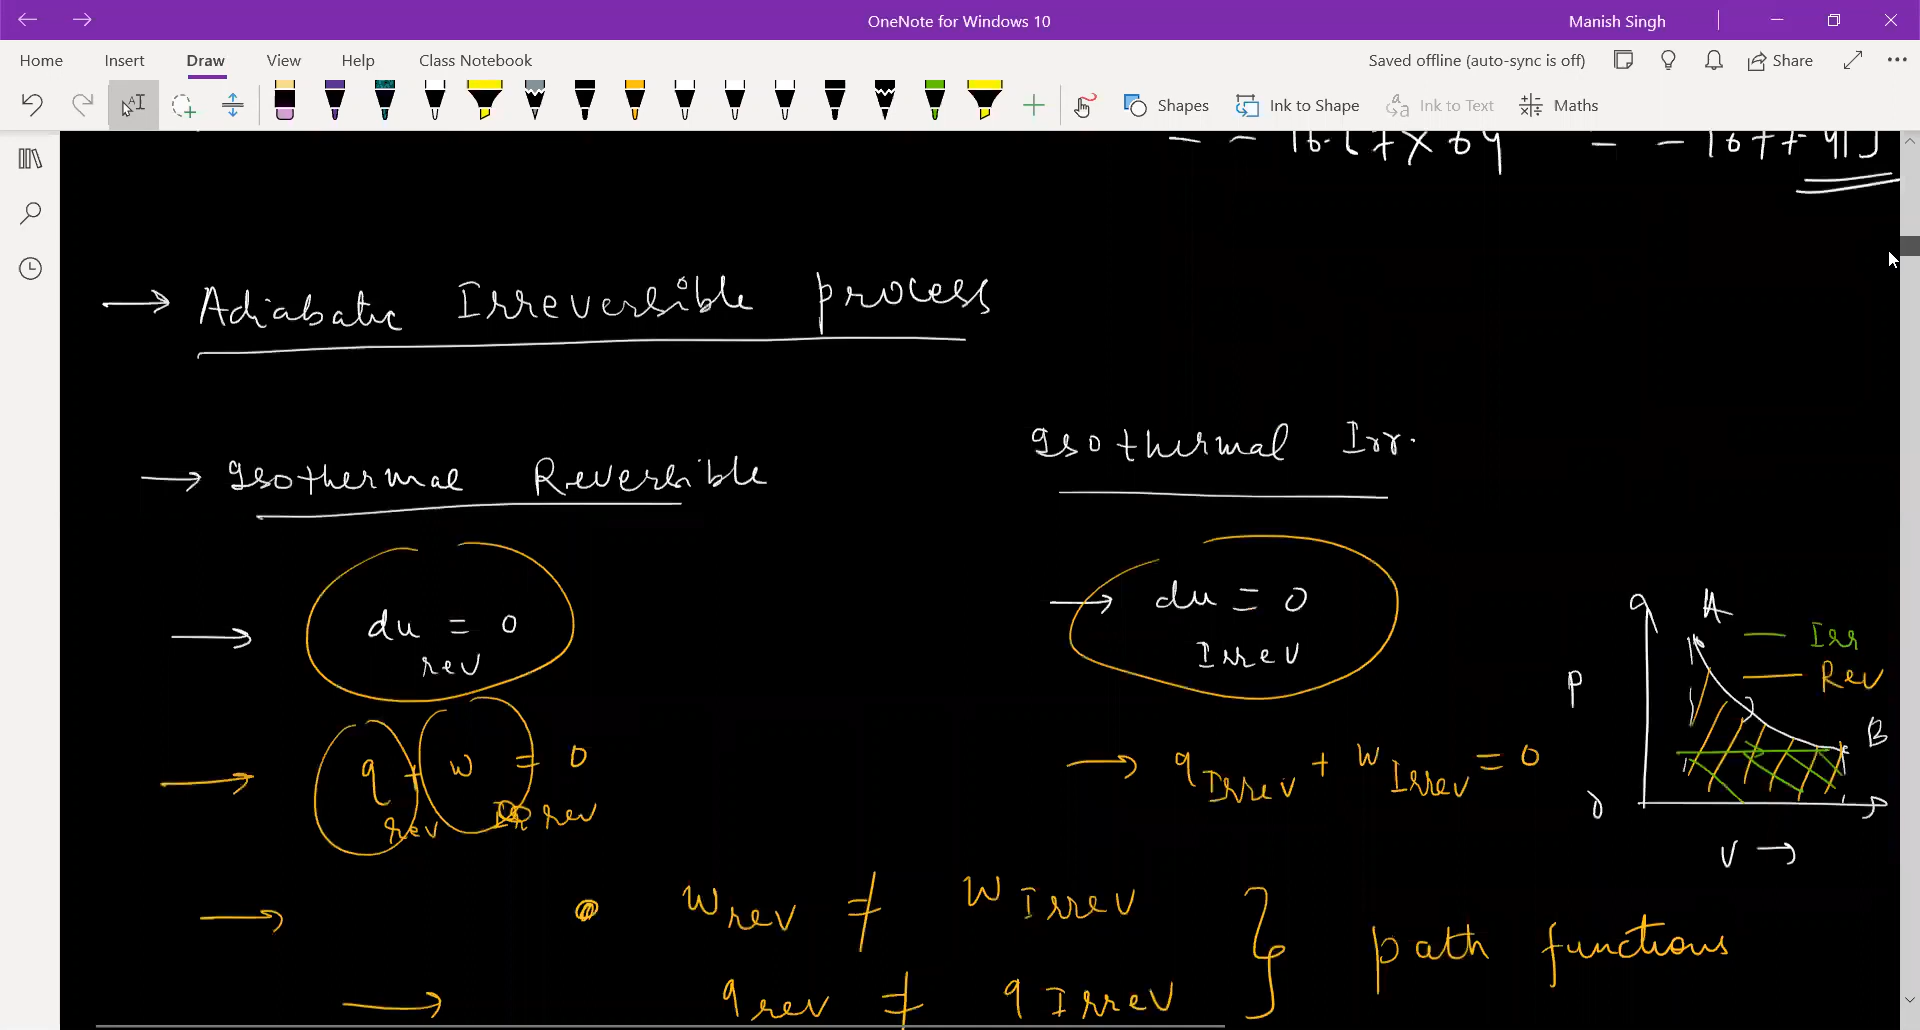 OneNote for Windows 10
Manish Singh
Home Insert Draw View Help Class Notebook
Saved offline (auto-sync is off) Share
Shapes Ink to Shape Ink to Text Maths
→ Adiabatic Irreversible process
→ Isothermal Reversible
Isothermal Irr.
→ du = 0
rev
→ du = 0
Irrev
A
Irr
Rev
P
B
O
V →
→ q rev + w rev = 0
→ q Irrev + w Irrev = 0
→ w rev ≠ w Irrev
→ q rev ≠ q Irrev
} path functions